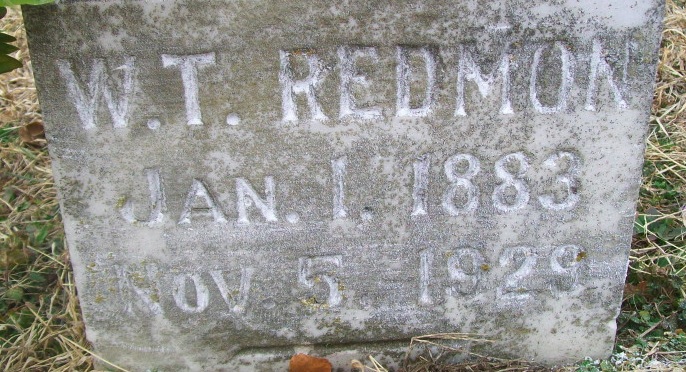 W. T. REDMON
JAN. 1, 1883
NOV. 5, 1929